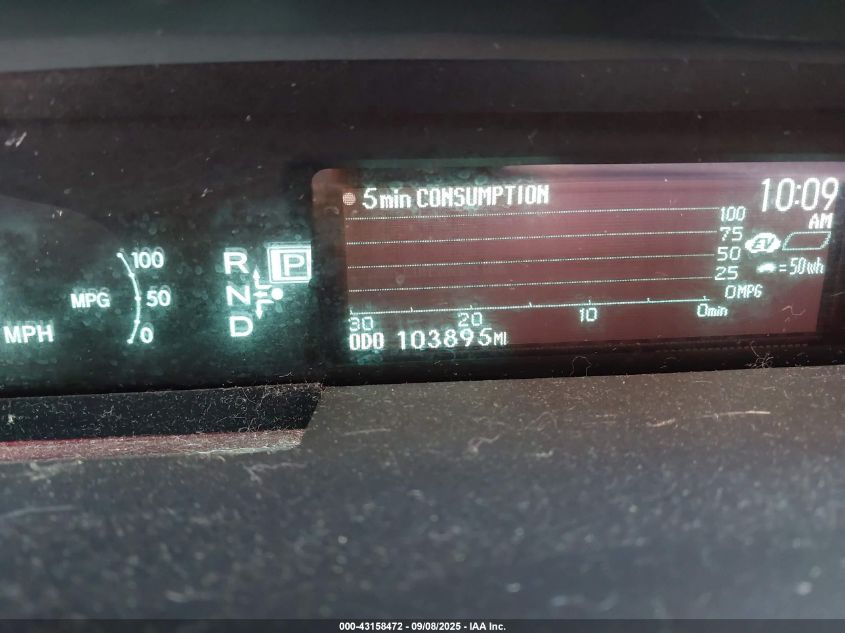 5min CONSUMPTION
10:09
AM
100
75
50
25
0MPG
EV
=50Wh
30
20
10
0min
ODO 103895MI
100
MPG 50
0
MPH
R
P
N
D
000-43158472 - 09/08/2025 - IAA Inc.